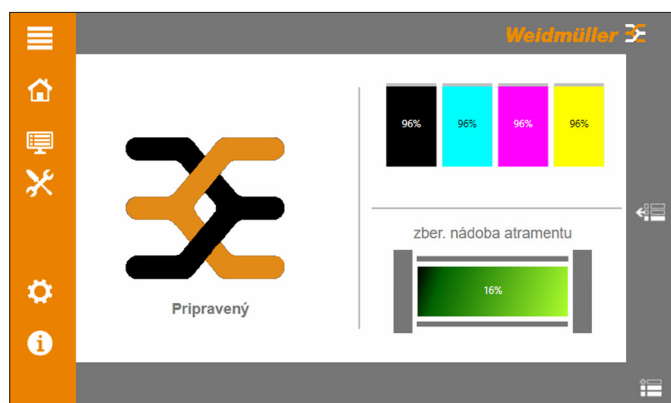 Weidmüller
96% 96% 96% 96%
zber. nádoba atramentu
16%
Pripravený